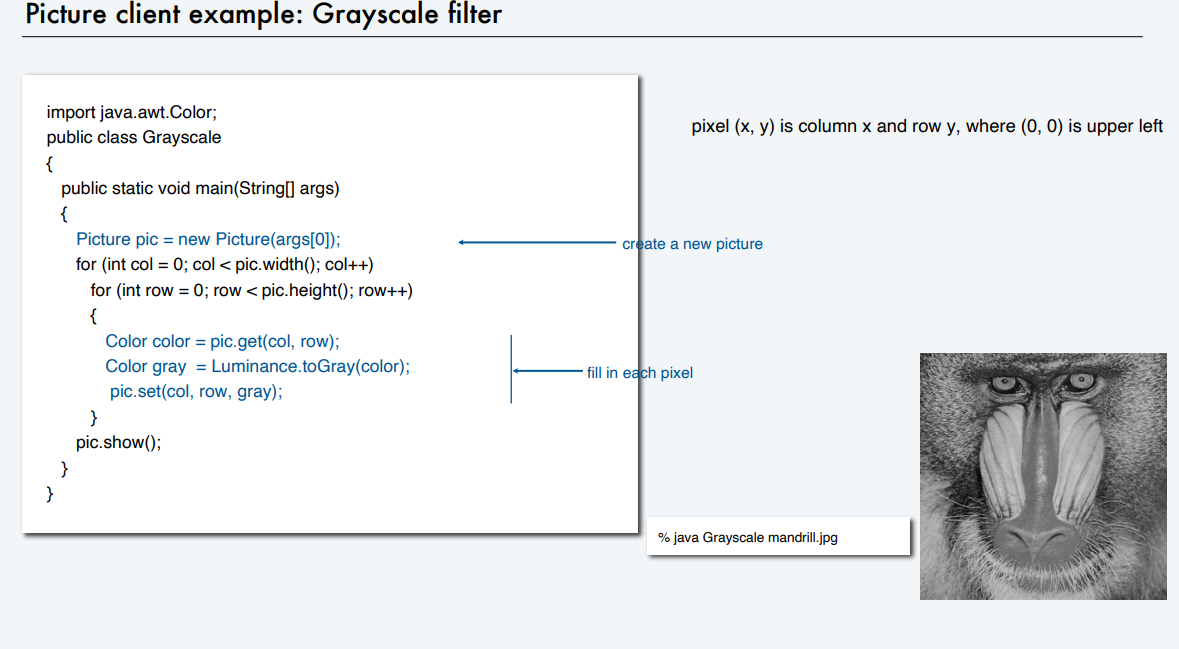 Picture client example: Grayscale filter
import java.awt.Color;
public class Grayscale
{
public static void main(String[] args)
{
Picture pic = new Picture(args[0]);
for (int col = 0; col < pic.width(); col++)
for (int row = 0; row < pic.height(); row++)
{
Color color = pic.get(col, row);
Color gray  = Luminance.toGray(color);
pic.set(col, row, gray);
}
pic.show();
}
}
pixel (x, y) is column x and row y, where (0, 0) is upper left
create a new picture
fill in each pixel
% java Grayscale mandrill.jpg